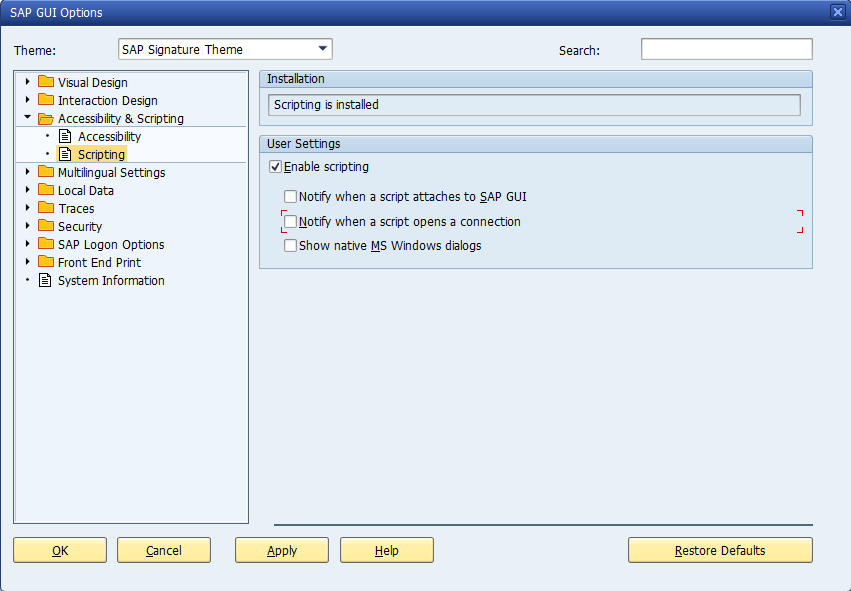 SAP GUI Options
Theme: SAP Signature Theme Search:
Visual Design
Interaction Design
Accessibility & Scripting
Accessibility
Scripting
Multilingual Settings
Local Data
Traces
Security
SAP Logon Options
Front End Print
System Information
Installation
Scripting is installed
User Settings
Enable scripting
Notify when a script attaches to SAP GUI
Notify when a script opens a connection
Show native MS Windows dialogs
OK Cancel Apply Help Restore Defaults